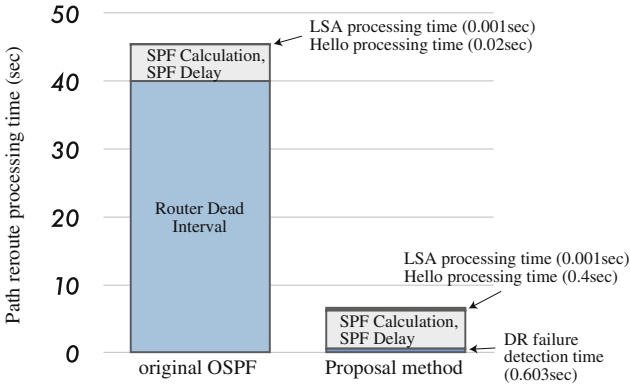 Path reroute processing time (sec)
50
40
30
20
10
0
LSA processing time (0.001sec)
Hello processing time (0.02sec)
SPF Calculation,
SPF Delay
Router Dead
Interval
LSA processing time (0.001sec)
Hello processing time (0.4sec)
SPF Calculation,
SPF Delay
DR failure
detection time
(0.603sec)
original OSPF
Proposal method